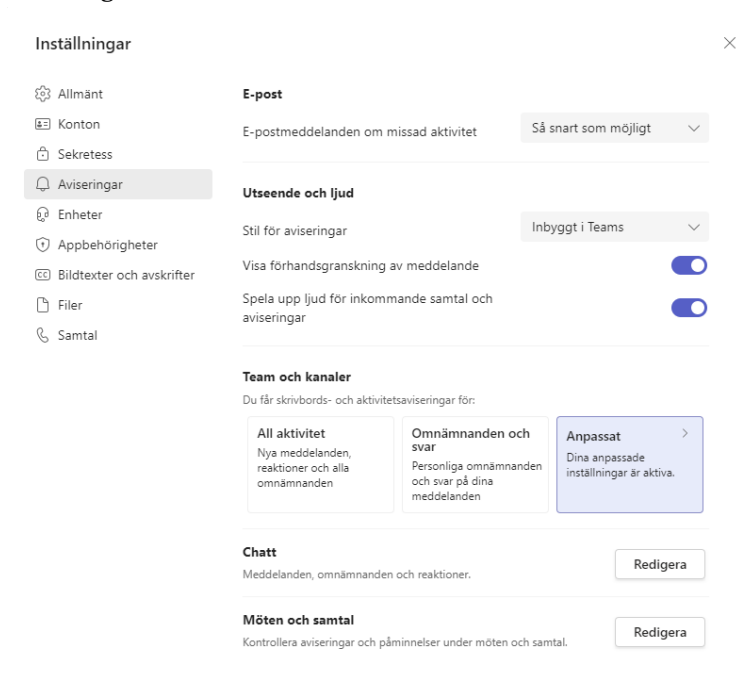 Inställningar
Allmänt
Konton
Sekretess
Aviseringar
Enheter
Appbehörigheter
Bildtexter och avskrifter
Filer
Samtal
E-post
E-postmeddelanden om missad aktivitet
Så snart som möjligt
Utseende och ljud
Stil för aviseringar
Inbyggt i Teams
Visa förhandsgranskning av meddelande
Spela upp ljud för inkommande samtal och
aviseringar
Team och kanaler
Du får skrivbords- och aktivitetsaviseringar för:
All aktivitet
Nya meddelanden,
reaktioner och alla
omnämnanden
Omnämnanden och
svar
Personliga omnämnanden
och svar på dina
meddelanden
Anpassat
Dina anpassade
inställningar är aktiva.
Chatt
Meddelanden, omnämnanden och reaktioner.
Redigera
Möten och samtal
Kontrollera aviseringar och påminnelser under möten och samtal.
Redigera